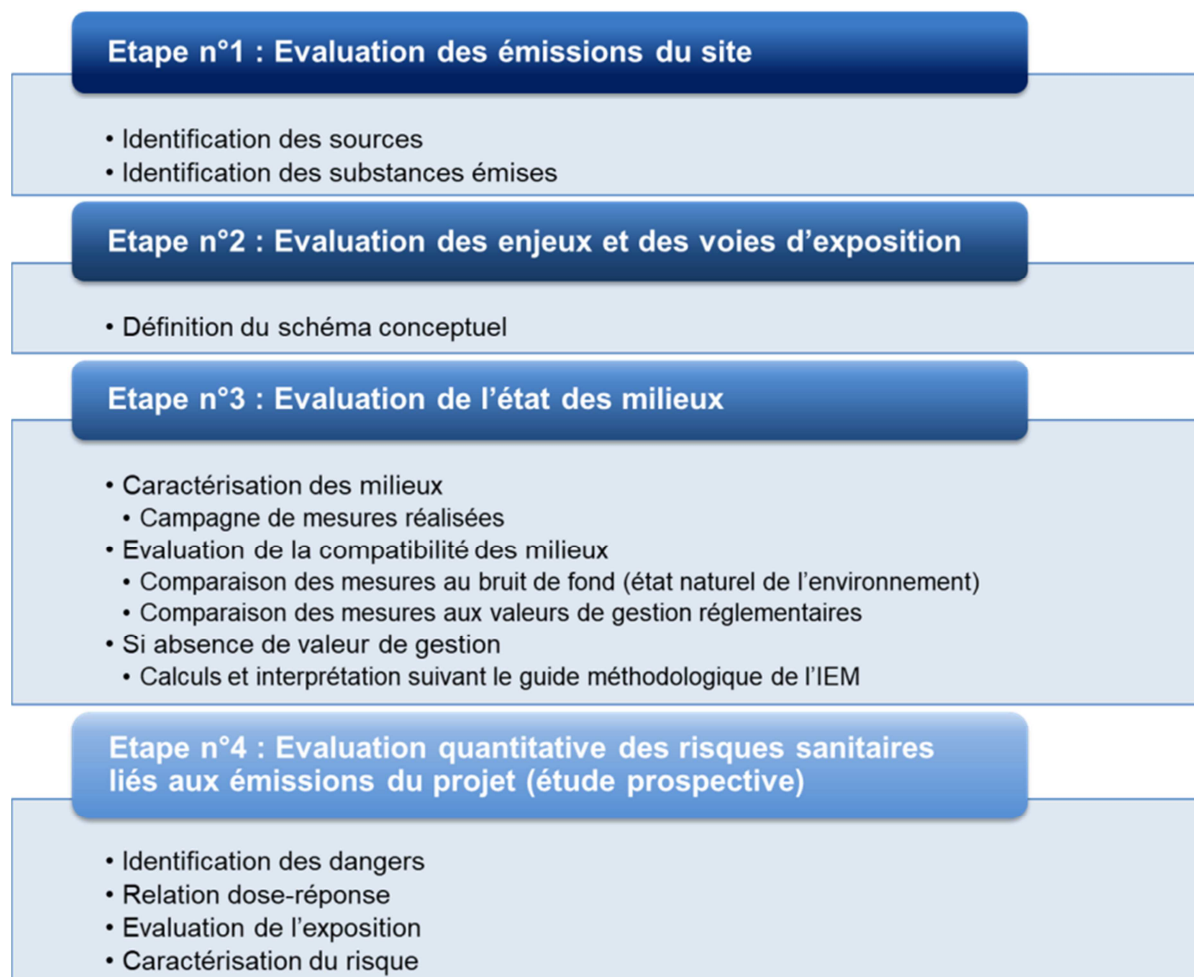 Etape n°1 : Evaluation des émissions du site
• Identification des sources
• Identification des substances émises
Etape n°2 : Evaluation des enjeux et des voies d’exposition
• Définition du schéma conceptuel
Etape n°3 : Evaluation de l’état des milieux
• Caractérisation des milieux
• Campagne de mesures réalisées
• Evaluation de la compatibilité des milieux
• Comparaison des mesures au bruit de fond (état naturel de l’environnement)
• Comparaison des mesures aux valeurs de gestion réglementaires
• Si absence de valeur de gestion
• Calculs et interprétation suivant le guide méthodologique de l’IEM
Etape n°4 : Evaluation quantitative des risques sanitaires
liés aux émissions du projet (étude prospective)
• Identification des dangers
• Relation dose-réponse
• Evaluation de l’exposition
• Caractérisation du risque